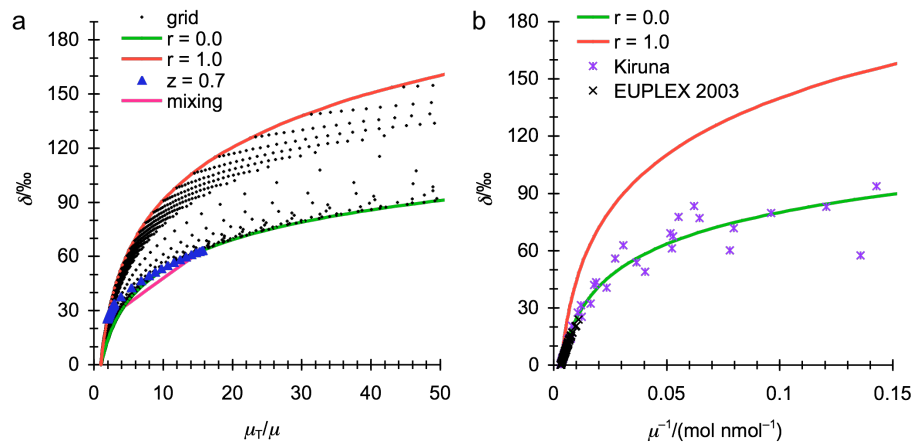 a
grid
r = 0.0
r = 1.0
z = 0.7
mixing
180
150
120
90
60
30
0
δ/‰
0 10 20 30 40 50
μT/μ
b
r = 0.0
r = 1.0
Kiruna
EUPLEX 2003
180
150
120
90
60
30
0
δ/‰
0 0.05 0.1 0.15
μ⁻¹/(mol nmol⁻¹)